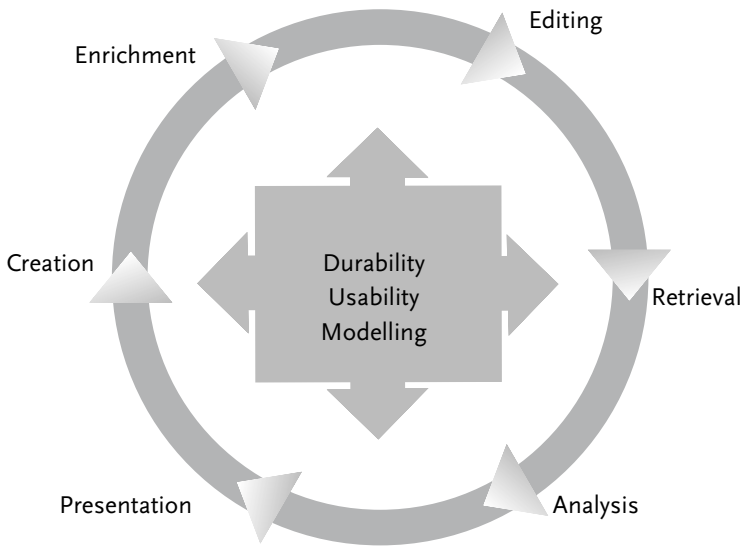 Editing
Enrichment
Creation
Durability
Usability
Modelling
Retrieval
Presentation
Analysis